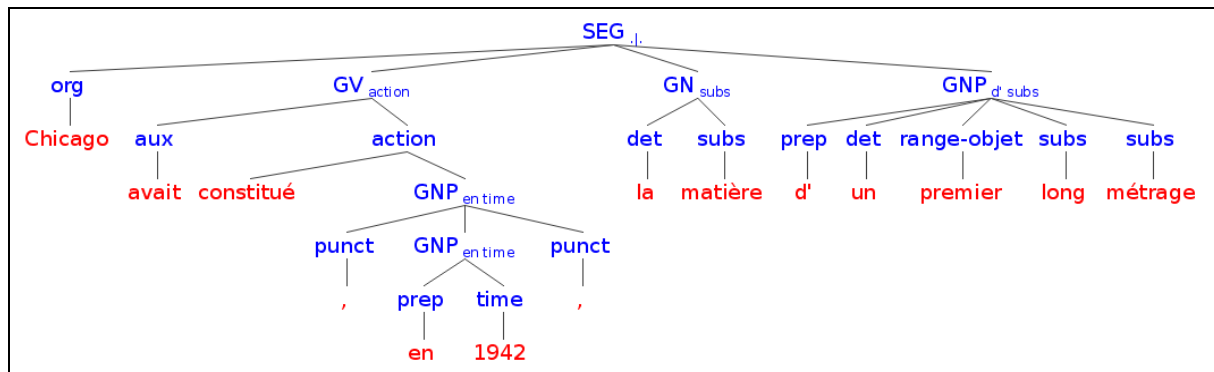 SEG .|.
org GV action GN subs GNP d' subs
Chicago aux action det subs prep det range-objet subs subs
avait constitué GNP en time la matière d' un premier long métrage
punct GNP en time punct
, prep time ,
en 1942